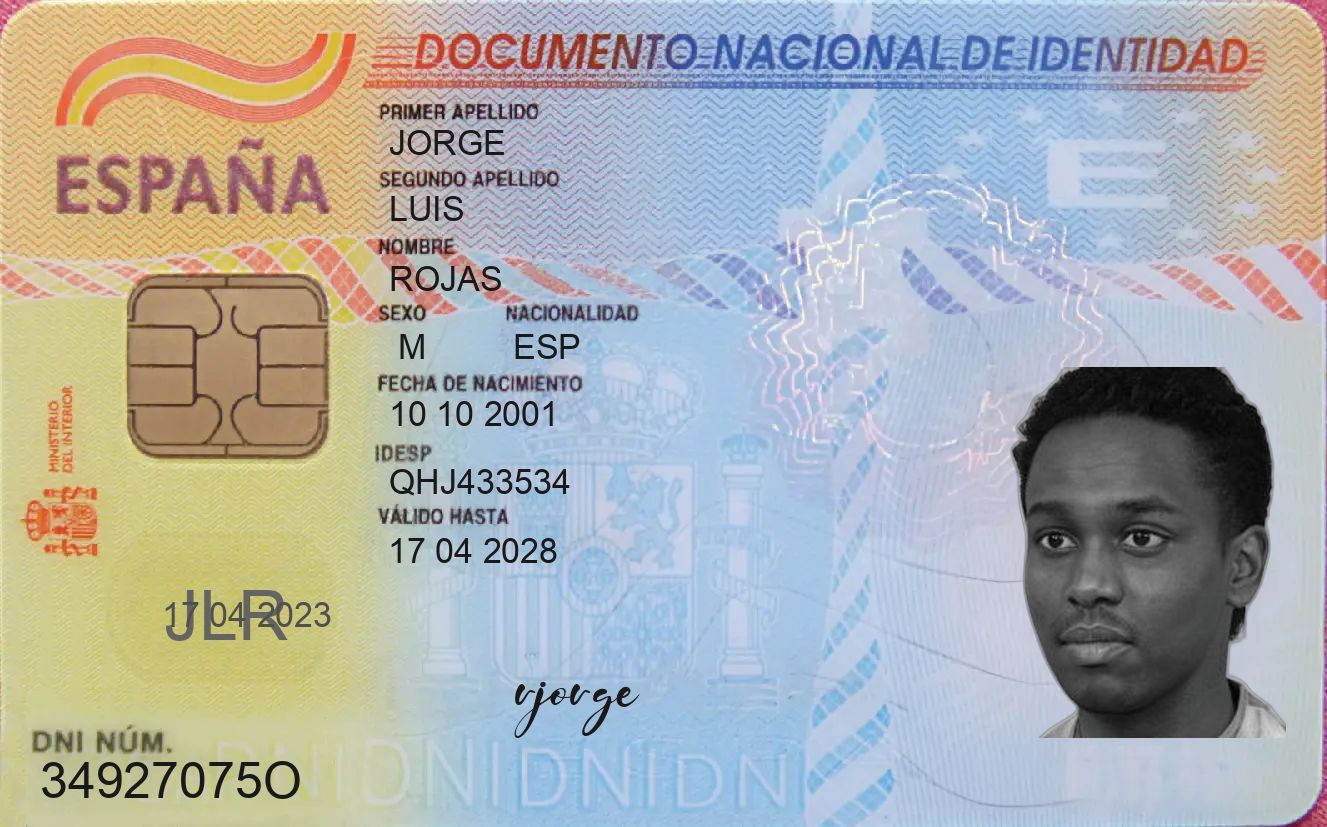 DOCUMENTO NACIONAL DE IDENTIDAD
ESPAÑA
PRIMER APELLIDO
JORGE
SEGUNDO APELLIDO
LUIS
NOMBRE
ROJAS
SEXO NACIONALIDAD
M ESP
FECHA DE NACIMIENTO
10 10 2001
IDESP
QHJ433534
VÁLIDO HASTA
17 04 2028
MINISTERIO
DEL INTERIOR
E
17 04 2023
JLR
rjorge
DNI NÚM.
34927075O
DNIDNIDNIDNI